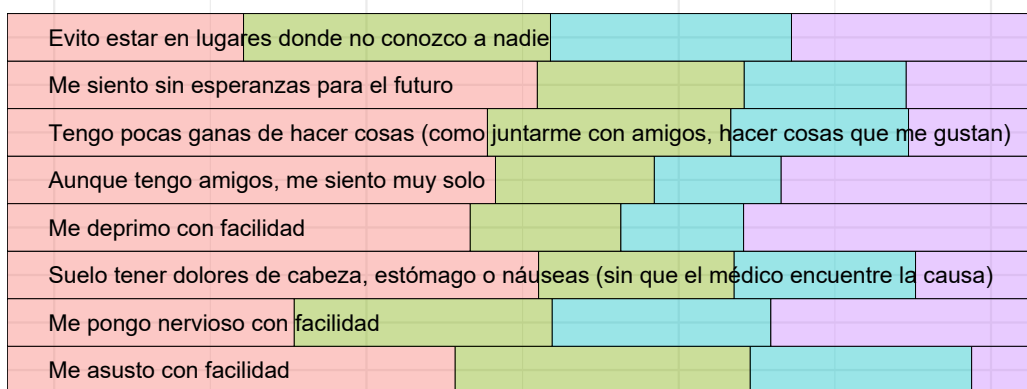 Evito estar en lugares donde no conozco a nadie
Me siento sin esperanzas para el futuro
Tengo pocas ganas de hacer cosas (como juntarme con amigos, hacer cosas que me gustan)
Aunque tengo amigos, me siento muy solo
Me deprimo con facilidad
Suelo tener dolores de cabeza, estómago o náuseas (sin que el médico encuentre la causa)
Me pongo nervioso con facilidad
Me asusto con facilidad